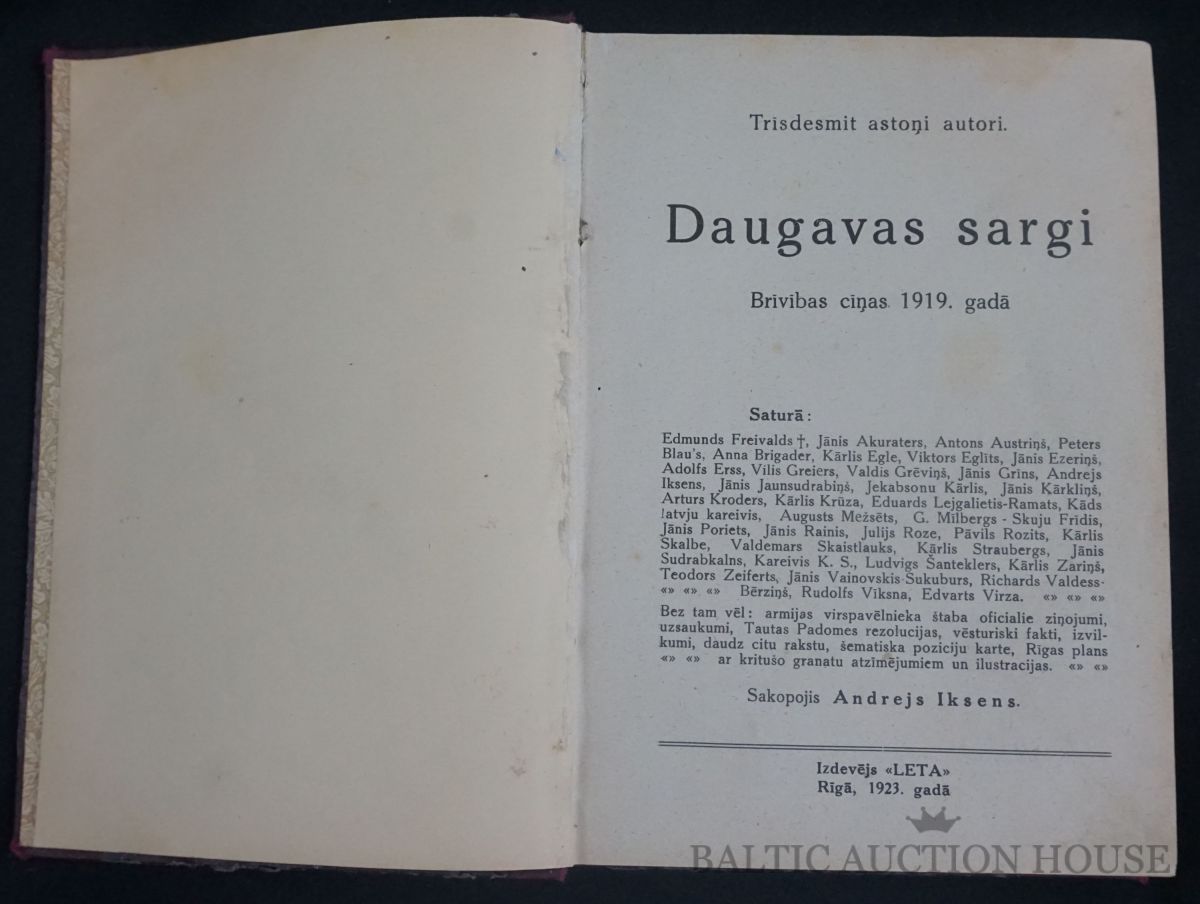 Trīsdesmit astoņi autori.
Daugavas sargi
Brīvibas cīņas 1919. gadā
Saturā:
Edmunds Freivalds †, Jānis Akuraters, Antons Austriņš, Peters
Blau's, Anna Brigader, Kārlis Egle, Viktors Eglīts, Jānis Ezeriņš,
Adolfs Erss, Vilis Greiers, Valdis Grēviņš, Jānis Grīns, Andrejs
Iksens, Jānis Jaunsudrabiņš, Jekabsonu Kārlis, Jānis Kārkliņš,
Arturs Kroders, Kārlis Krūza, Eduards Lejgalietis-Ramats, Kāds
latvju kareivis, Augusts Mežsēts, G. Milbergs - Skuju Frīdis,
Jānis Poriets, Jānis Rainis, Julijs Roze, Pāvils Rozits, Kārlis
Skalbe, Valdemars Skaistlauks, Kārlis Straubergs, Jānis
Sudrabkalns, Kareivis K. S., Ludvigs Šanteklers, Kārlis Zariņš,
Teodors Zeiferts, Jānis Vainovskis-Sukuburs, Richards Valdess-
«» «» «» Bērziņš, Rudolfs Vīksna, Edvarts Virza. «» «» «»
Bez tam vēl: armijas virspavēlnieka štaba oficialie ziņojumi,
uzsaukumi, Tautas Padomes rezolucijas, vēsturiski fakti, izvil-
kumi, daudz citu rakstu, šematiska poziciju karte, Rīgas plans
«» «» ar kritušo granatu atzīmējumiem un ilustracijas. «» «»
Sakopojis Andrejs Iksens.
Izdevējs «LETA»
Rīgā, 1923. gadā
BALTIC AUCTION HOUSE